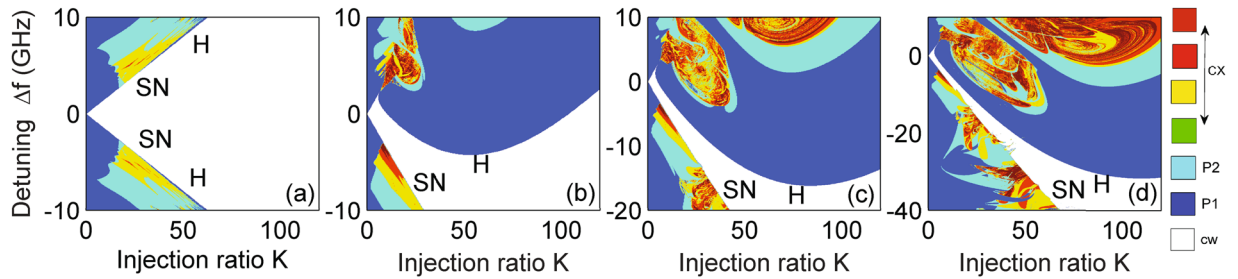 Detuning Δf (GHz)
10
0
-10
H
SN
SN
H
(a)
0
50
100
Injection ratio K
10
0
-10
H
SN
(b)
0
50
100
Injection ratio K
10
0
-10
-20
SN
H
(c)
0
50
100
Injection ratio K
10
0
-20
-40
SN
H
(d)
0
50
100
Injection ratio K
CX
P2
P1
cw